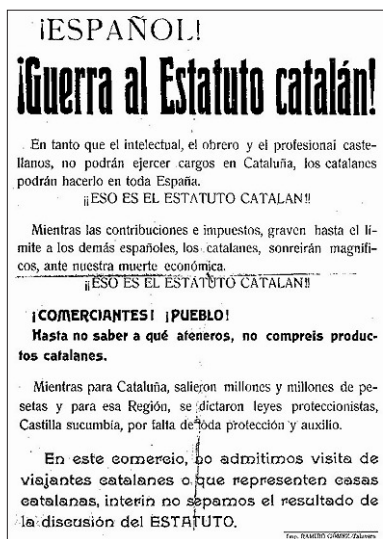 ¡ESPAÑOL!
¡Guerra al Estatuto catalán!
En tanto que el intelectual, el obrero y el profesional caste-
llanos, no podrán ejercer cargos en Cataluña, los catalanes
podrán hacerlo en toda España.
¡¡ESO ES EL ESTATUTO CATALAN!!
Mientras las contribuciones e impuestos, graven hasta el lí-
mite a los demás españoles, los catalanes, sonreirán magnífi-
cos, ante nuestra muerte económica.
¡¡ESO ES EL ESTATUTO CATALAN!!
¡COMERCIANTES! ¡PUEBLO!
Hasta no saber a qué ateneros, no compreis produc-
tos catalanes.
Mientras para Cataluña, salieron millones y millones de pe-
setas y para esa Región, se dictaron leyes proteccionistas,
Castilla sucumbía, por falta de toda protección y auxilio.
En este comercio, no admitimos visita de
viajantes catalanes o que representen casas
catalanas, interin no sepamos el resultado de
la discusión del ESTATUTO.
Imp. RAMIRO GÓMEZ-Talavera